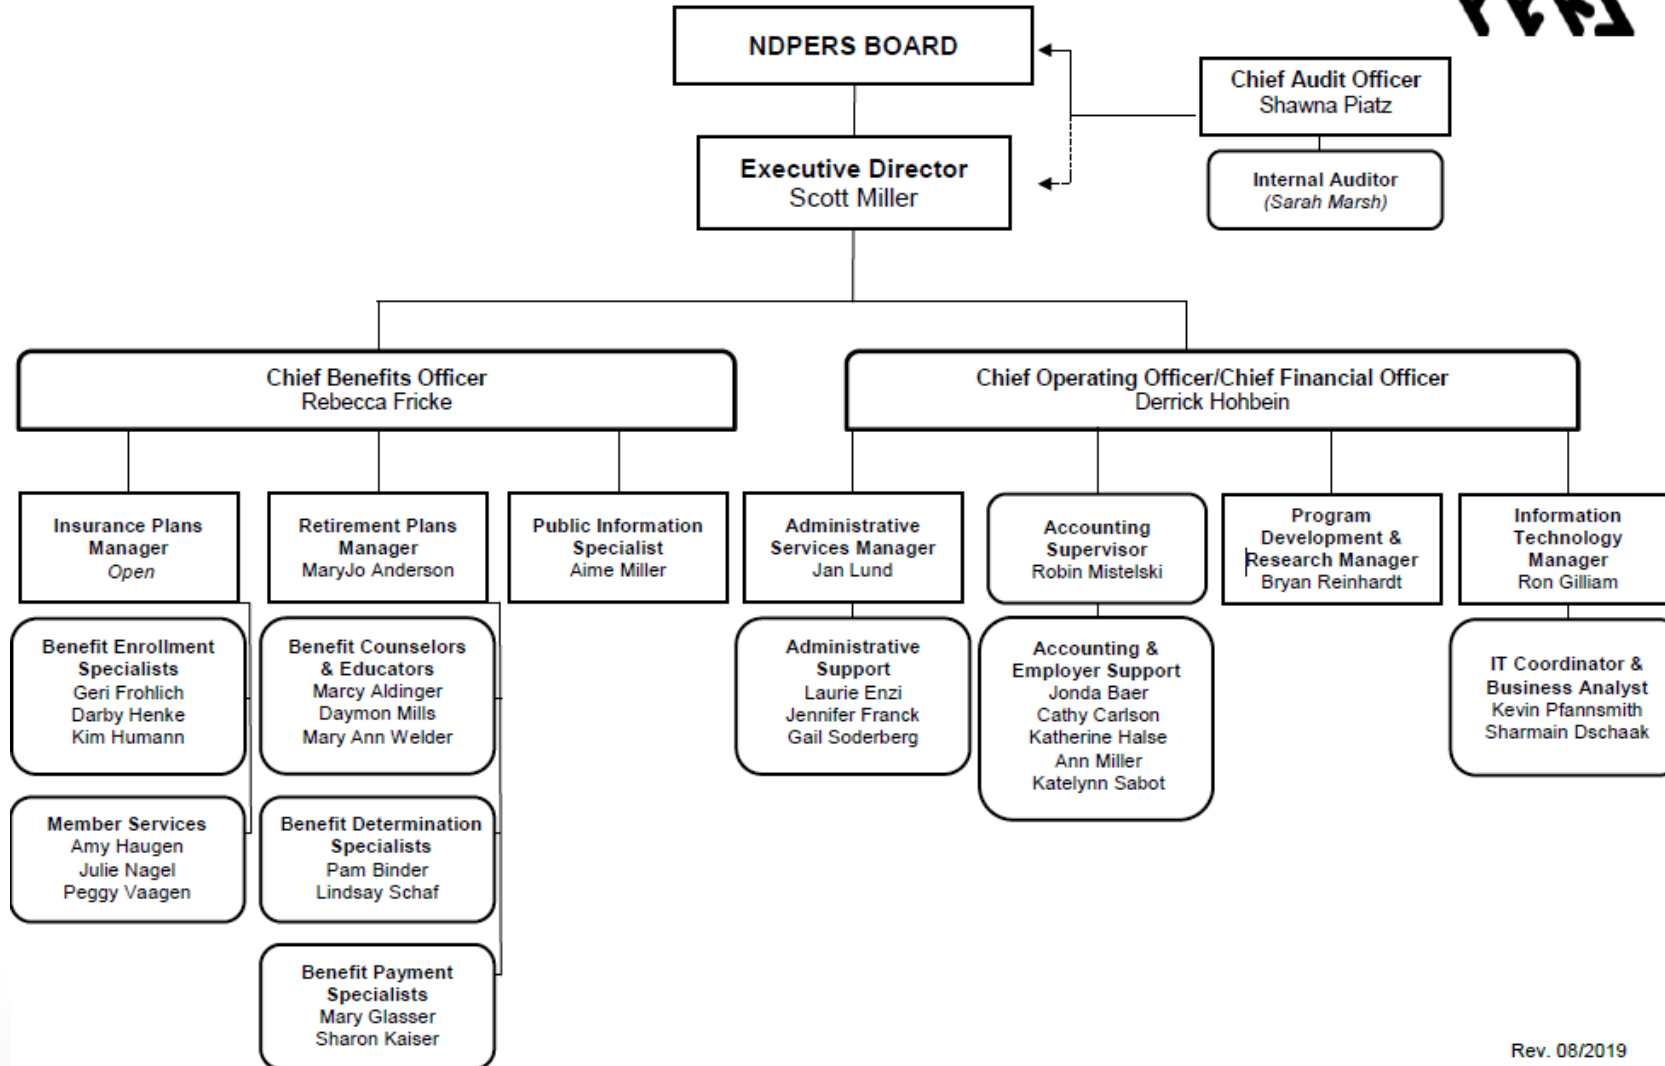 NDPERS BOARD
Chief Audit Officer
Shawna Piatz
Executive Director
Scott Miller
Internal Auditor
(Sarah Marsh)
Chief Benefits Officer
Rebecca Fricke
Chief Operating Officer/Chief Financial Officer
Derrick Hohbein
Insurance Plans
Manager
Open
Retirement Plans
Manager
MaryJo Anderson
Public Information
Specialist
Aime Miller
Administrative
Services Manager
Jan Lund
Accounting
Supervisor
Robin Mistelski
Program
Development &
Research Manager
Bryan Reinhardt
Information
Technology
Manager
Ron Gilliam
Benefit Enrollment
Specialists
Geri Frohlich
Darby Henke
Kim Humann
Benefit Counselors
& Educators
Marcy Aldinger
Daymon Mills
Mary Ann Welder
Administrative
Support
Laurie Enzi
Jennifer Franck
Gail Soderberg
Accounting &
Employer Support
Jonda Baer
Cathy Carlson
Katherine Halse
Ann Miller
Katelynn Sabot
IT Coordinator &
Business Analyst
Kevin Pfannsmith
Sharmain Dschaak
Member Services
Amy Haugen
Julie Nagel
Peggy Vaagen
Benefit Determination
Specialists
Pam Binder
Lindsay Schaf
Benefit Payment
Specialists
Mary Glasser
Sharon Kaiser
Rev. 08/2019